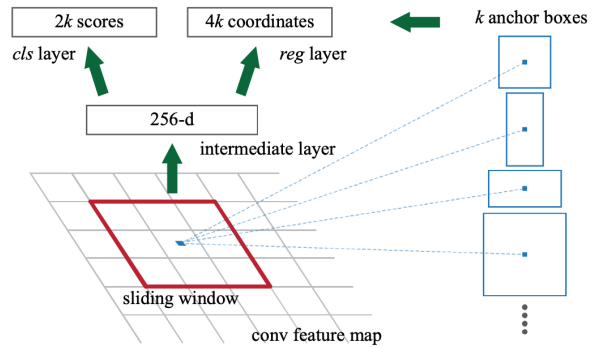 2k scores
4k coordinates
k anchor boxes
cls layer
reg layer
256-d
intermediate layer
sliding window
conv feature map